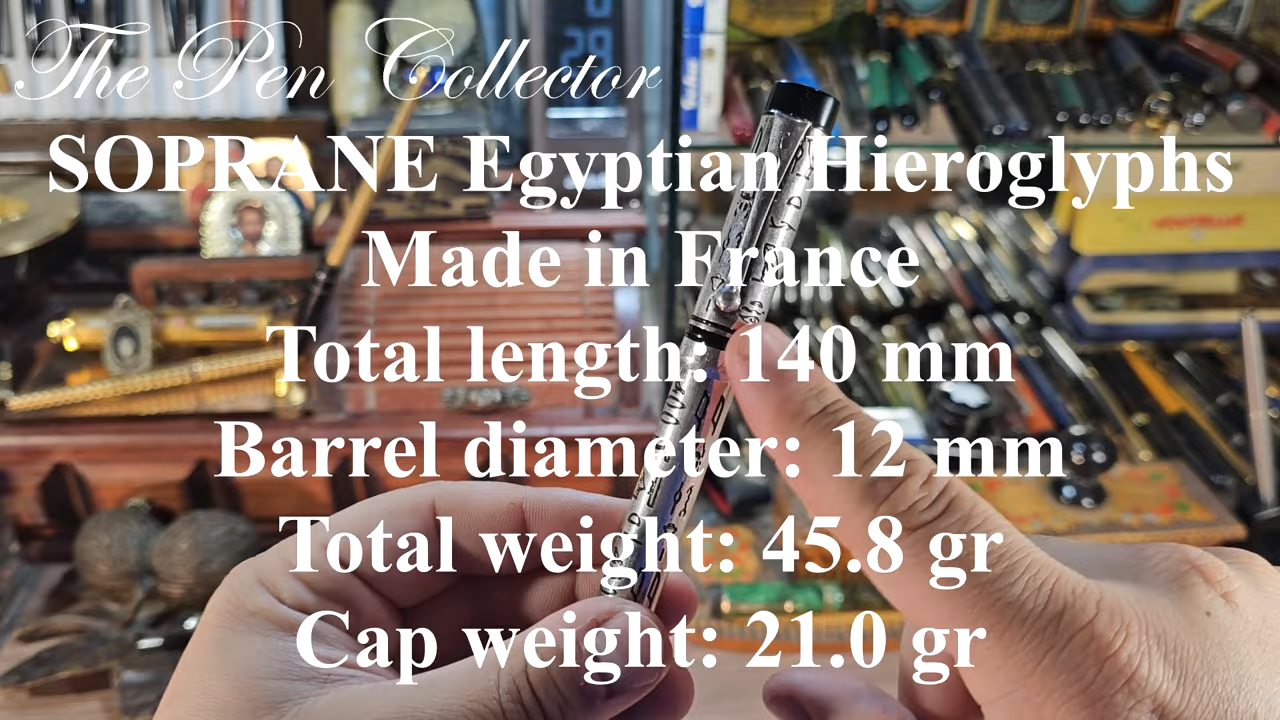 The Pen Collector
SOPRANE Egyptian Hieroglyphs
Made in France
Total length: 140 mm
Barrel diameter: 12 mm
Total weight: 45.8 gr
Cap weight: 21.0 gr